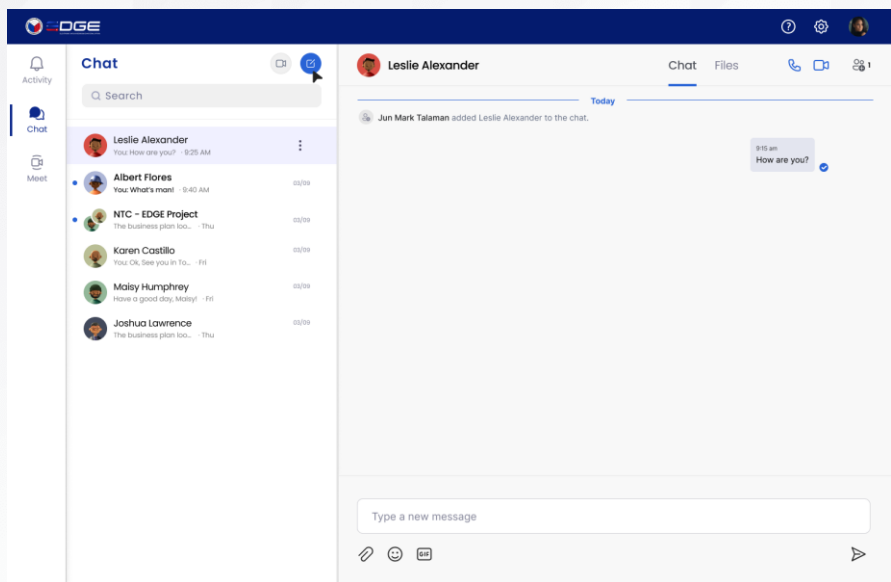 EDGE
Activity
Chat
Meet
Chat
Search
Leslie Alexander
You: How are you? · 9:25 AM
Albert Flores
You: What's man! · 9:40 AM
03/09
NTC - EDGE Project
The business plan loo... · Thu
03/09
Karen Castillo
You: Ok, See you in To... · Fri
03/09
Maisy Humphrey
Have a good day, Maisy! · Fri
03/09
Joshua Lawrence
The business plan loo... · Thu
03/09
Leslie Alexander
Chat Files
1
Today
Jun Mark Talaman added Leslie Alexander to the chat.
9:15 am
How are you?
Type a new message
GIF